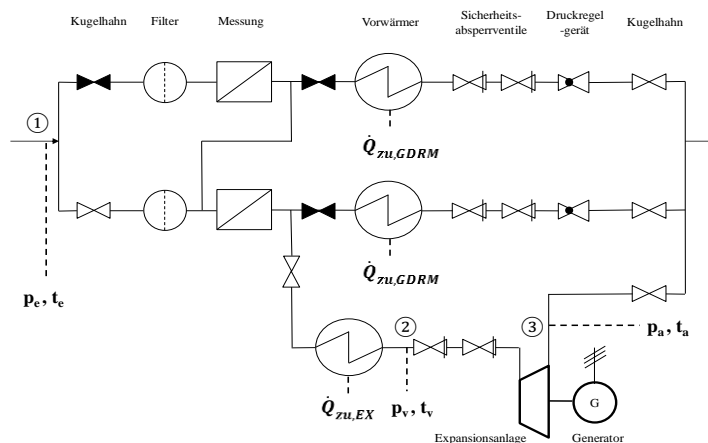 Kugelhahn
Filter
Messung
Vorwärmer
Sicherheits-
absperrventile
Druckregel
-gerät
Kugelhahn
1
Q̇zu,GDRM
Q̇zu,GDRM
pe , te
2
3
pa , ta
Q̇zu,EX
pv , tv
G
Expansionsanlage
Generator